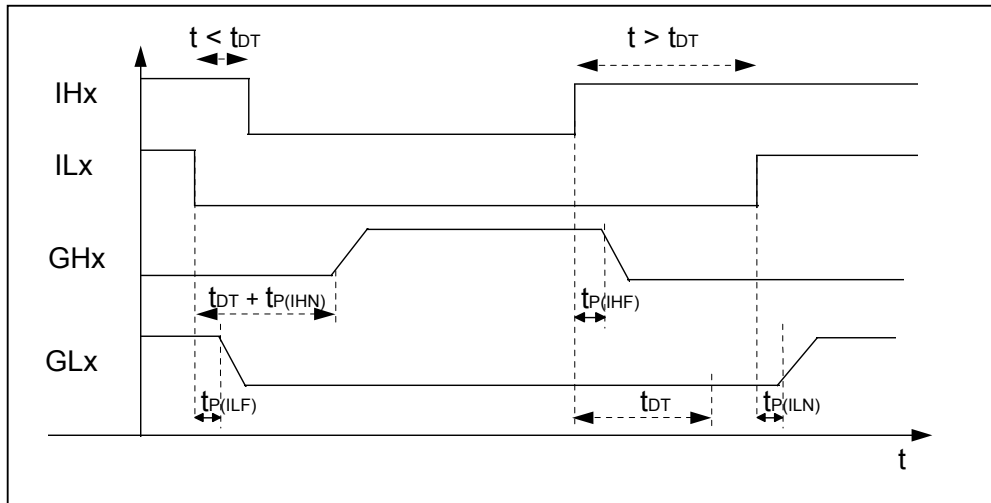 t < tDT
t > tDT
IHx
ILx
GHx
tDT + tP(IHN)
tP(IHF)
GLx
tP(ILF)
tDT
tP(ILN)
t